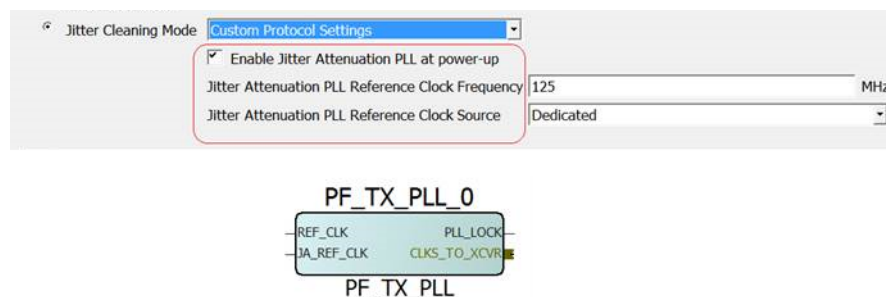 Jitter Cleaning Mode Custom Protocol Settings
Enable Jitter Attenuation PLL at power-up
Jitter Attenuation PLL Reference Clock Frequency 125 MHz
Jitter Attenuation PLL Reference Clock Source Dedicated
PF_TX_PLL_0
REF_CLK PLL_LOCK
JA_REF_CLK CLKS_TO_XCVR
PF_TX_PLL